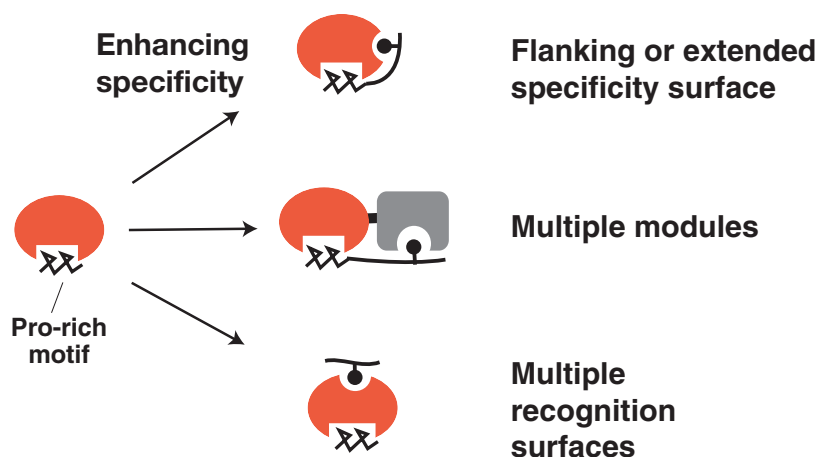 Enhancing
specificity
Flanking or extended
specificity surface
Multiple modules
Pro-rich
motif
Multiple
recognition
surfaces